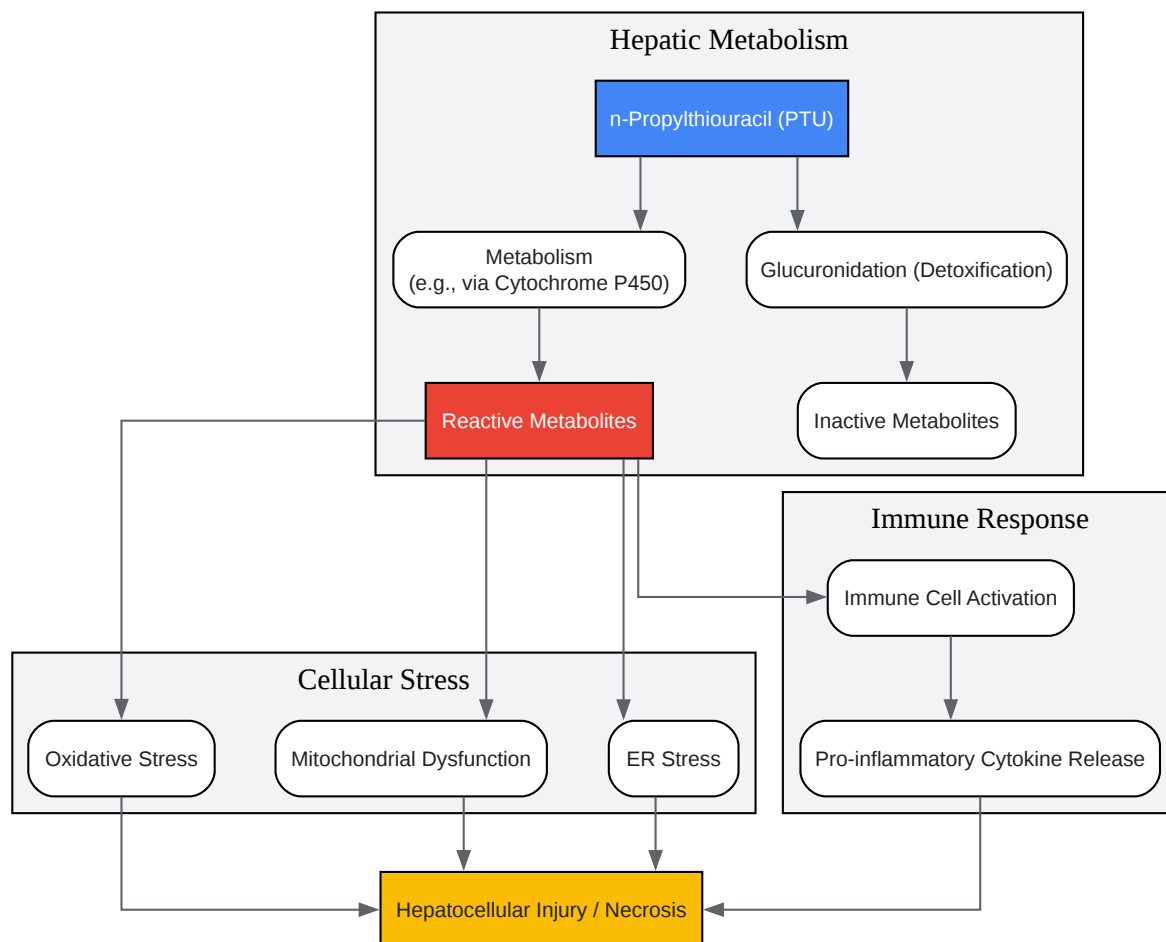 Hepatic Metabolism
n-Propylthiouracil (PTU)
Metabolism
(e.g., via Cytochrome P450)
Glucuronidation (Detoxification)
Reactive Metabolites
Inactive Metabolites
Immune Response
Immune Cell Activation
Cellular Stress
Oxidative Stress
Mitochondrial Dysfunction
ER Stress
Pro-inflammatory Cytokine Release
Hepatocellular Injury / Necrosis